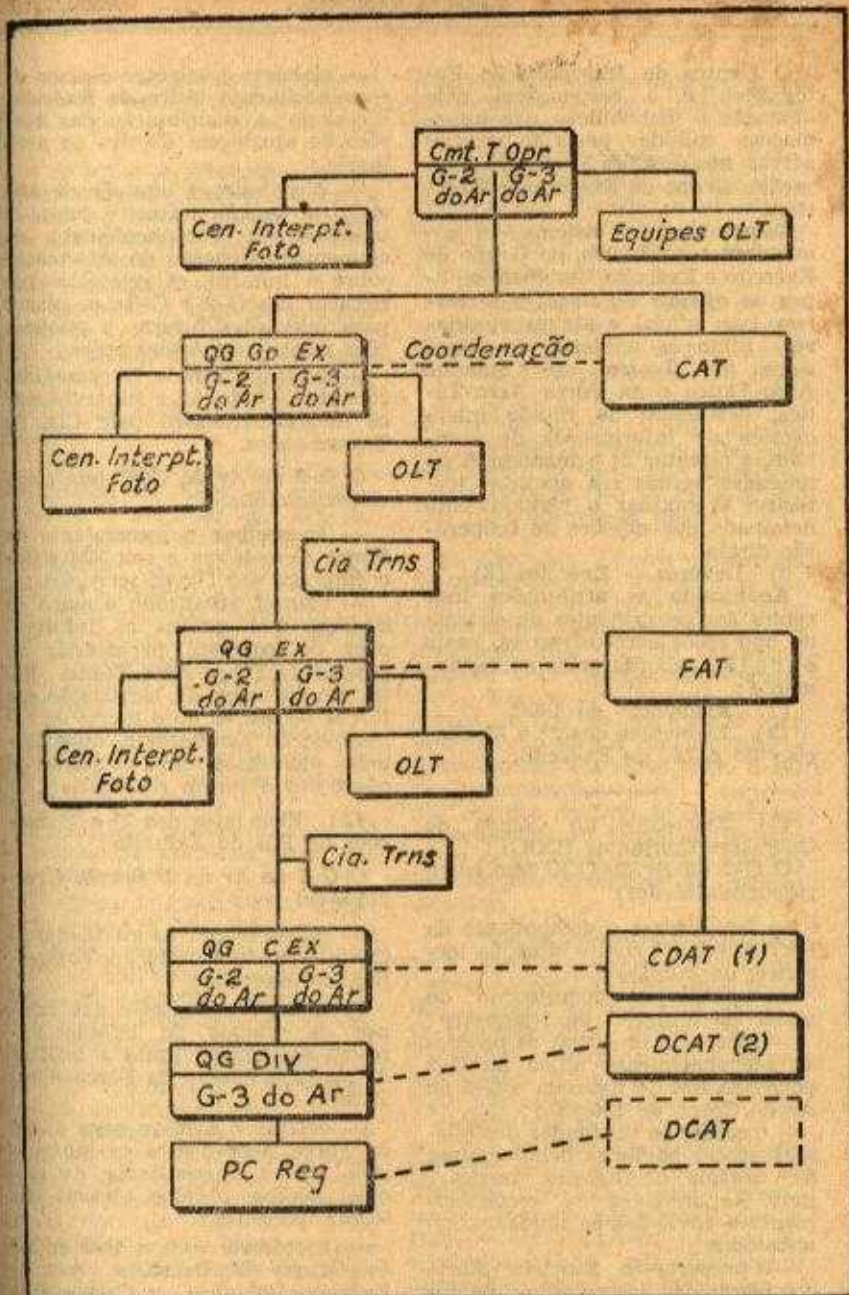 Cmt. T Opr
G-2 G-3
do Ar do Ar
Cen. Interpt.
Foto
Equipes OLT
QG Go EX
G-2 G-3
do Ar do Ar
Coordenação
CAT
Cen. Interpt.
Foto
OLT
Cia Trns
QG EX
G-2 G-3
do Ar do Ar
FAT
Cen. Interpt.
Foto
OLT
Cia. Trns
QG C EX
G-2 G-3
do Ar do Ar
CDAT (1)
QG DIV
G-3 do Ar
DCAT (2)
PC Reg
DCAT